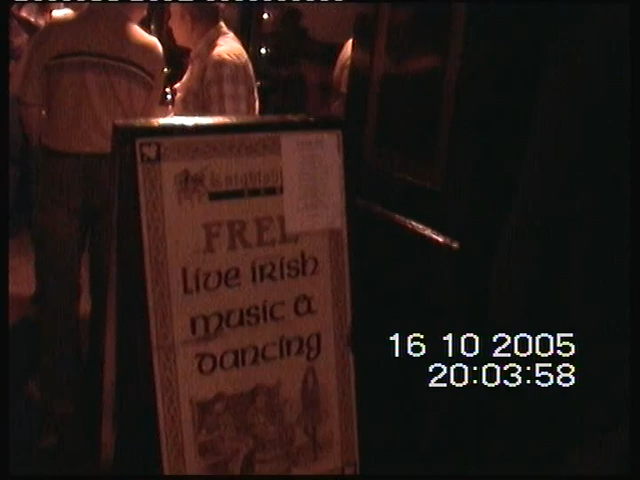 FREE
Live irish
music &
dancing
16 10 2005
20:03:58